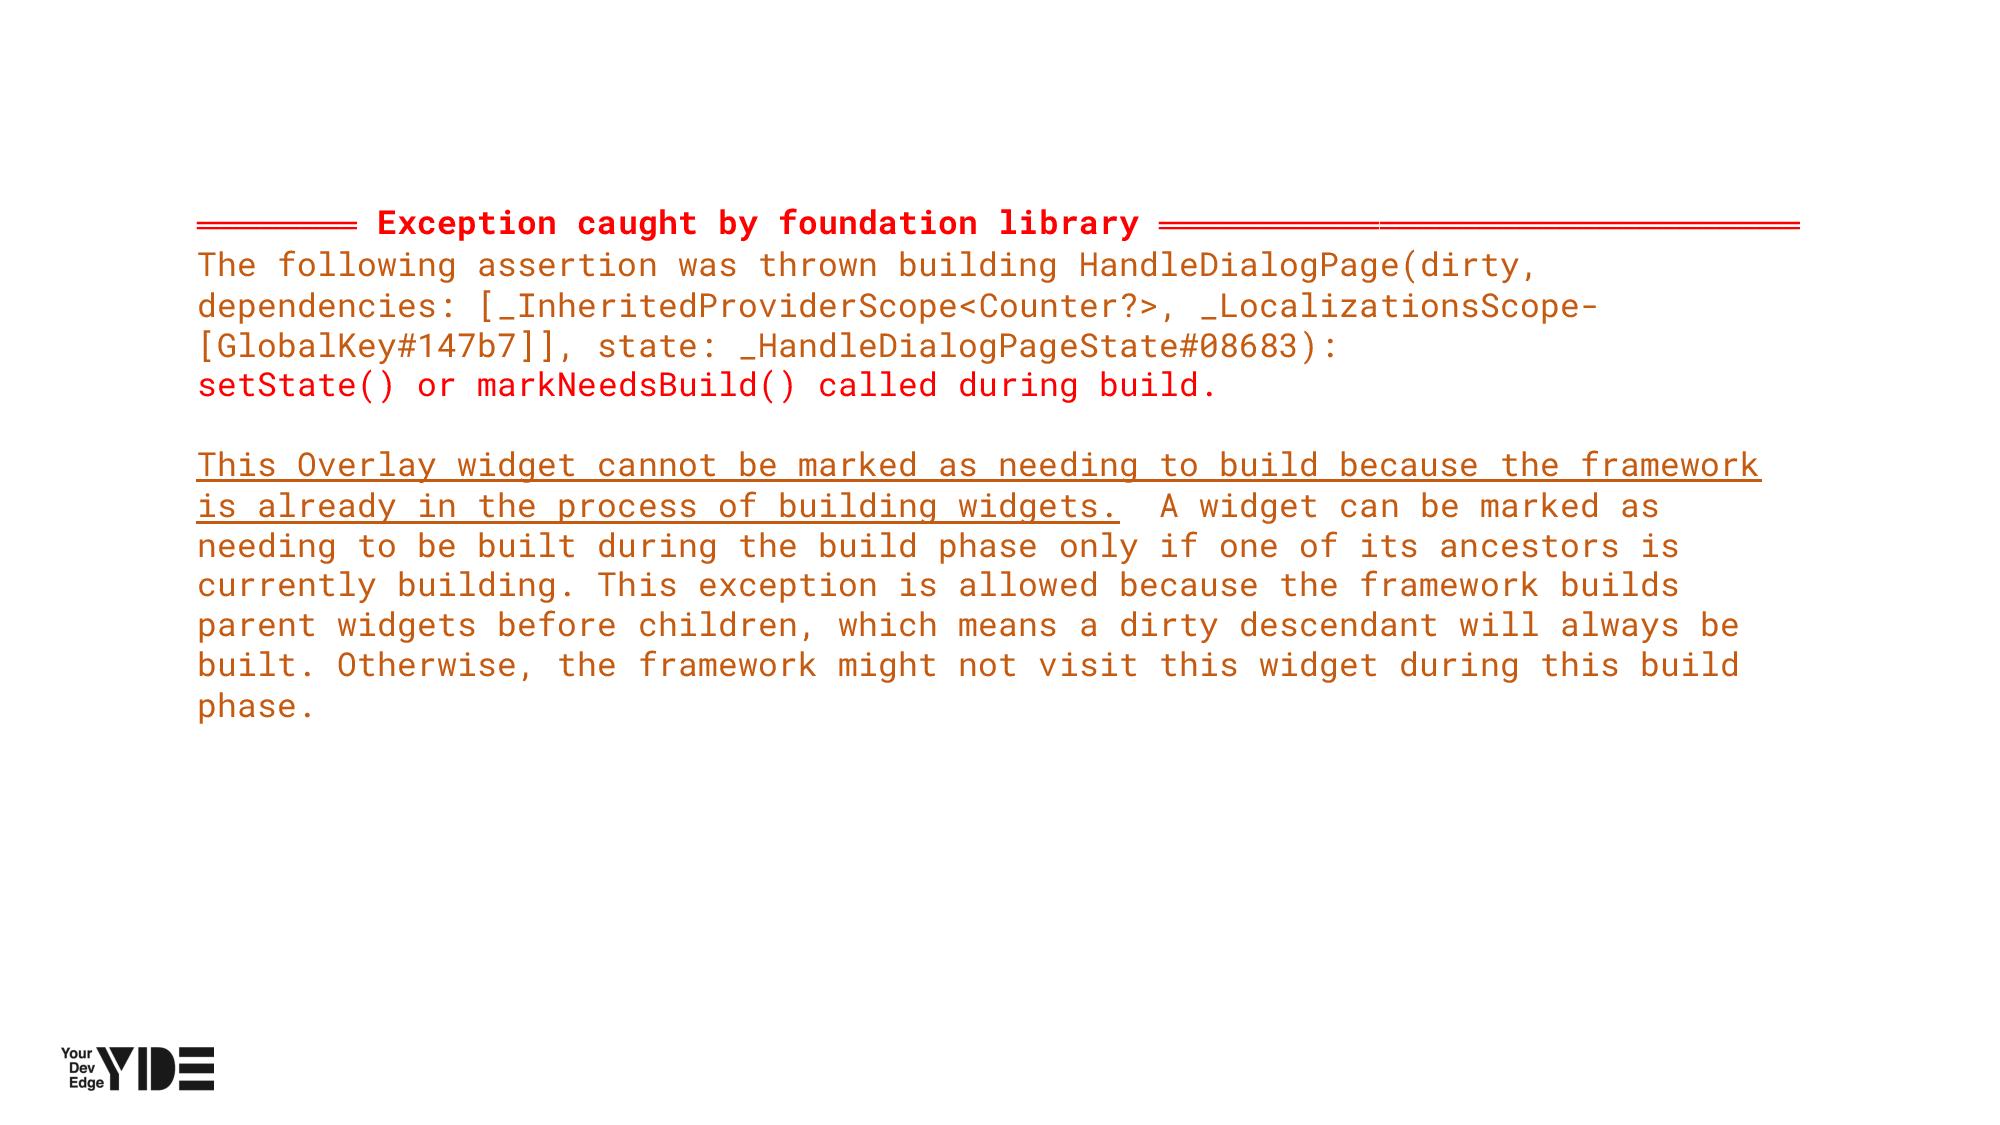 ════════ Exception caught by foundation library ════════════════════════════════
The following assertion was thrown building HandleDialogPage(dirty,
dependencies: [_InheritedProviderScope<Counter?>, _LocalizationsScope-
[GlobalKey#147b7]], state: _HandleDialogPageState#08683):
setState() or markNeedsBuild() called during build.

This Overlay widget cannot be marked as needing to build because the framework
is already in the process of building widgets.  A widget can be marked as
needing to be built during the build phase only if one of its ancestors is
currently building. This exception is allowed because the framework builds
parent widgets before children, which means a dirty descendant will always be
built. Otherwise, the framework might not visit this widget during this build
phase.
Your
Dev
Edge
YDE